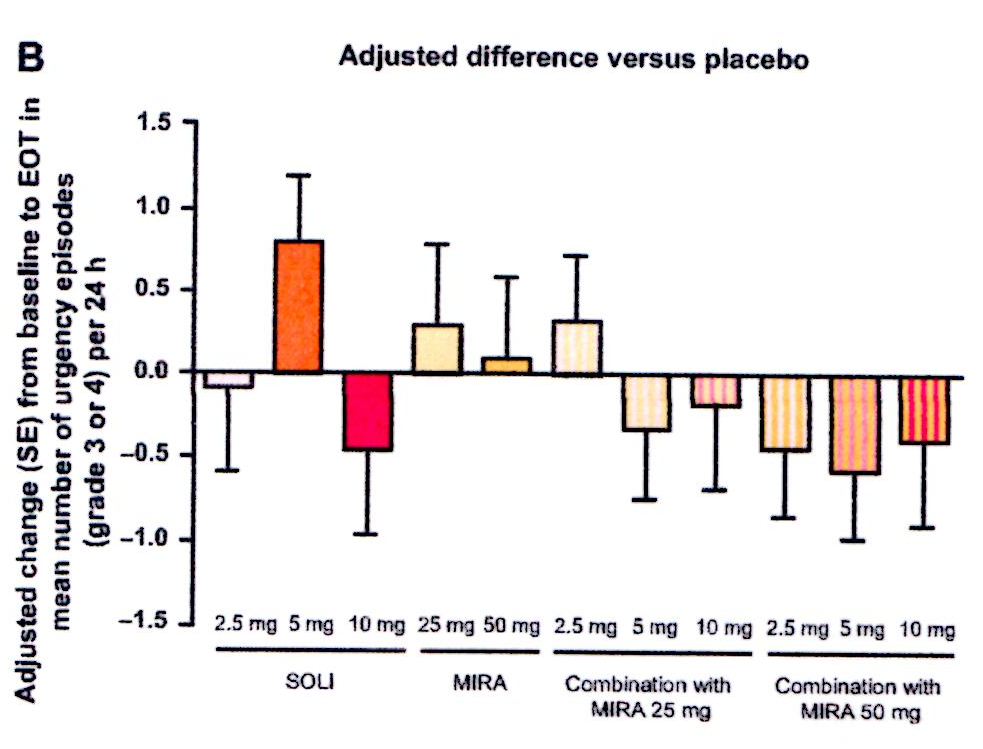 B
Adjusted difference versus placebo
Adjusted change (SE) from baseline to EOT in
mean number of urgency episodes
(grade 3 or 4) per 24 h
1.5
1.0
0.5
0.0
–0.5
–1.0
–1.5
2.5 mg 5 mg 10 mg 25 mg 50 mg 2.5 mg 5 mg 10 mg 2.5 mg 5 mg 10 mg
SOLI MIRA Combination with Combination with
MIRA 25 mg MIRA 50 mg